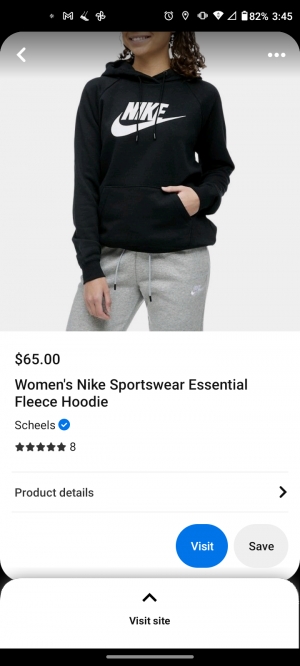 82% 3:45
NIKE
$65.00
Women's Nike Sportswear Essential
Fleece Hoodie
Scheels
8
Product details
Visit
Save
Visit site